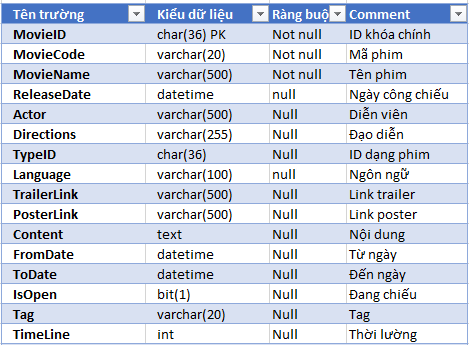 Tên trường Kiểu dữ liệu Ràng buộ Comment
MovieID char(36) PK Not null ID khóa chính
MovieCode varchar(20) Not null Mã phim
MovieName varchar(500) Not null Tên phim
ReleaseDate datetime null Ngày công chiếu
Actor varchar(500) Null Diễn viên
Directions varchar(255) Null Đạo diễn
TypeID char(36) Null ID dạng phim
Language varchar(100) null Ngôn ngữ
TrailerLink varchar(500) Null Link trailer
PosterLink varchar(500) Null Link poster
Content text Null Nội dung
FromDate datetime Null Từ ngày
ToDate datetime Null Đến ngày
IsOpen bit(1) Null Đang chiếu
Tag varchar(20) Null Tag
TimeLine int Null Thời lường